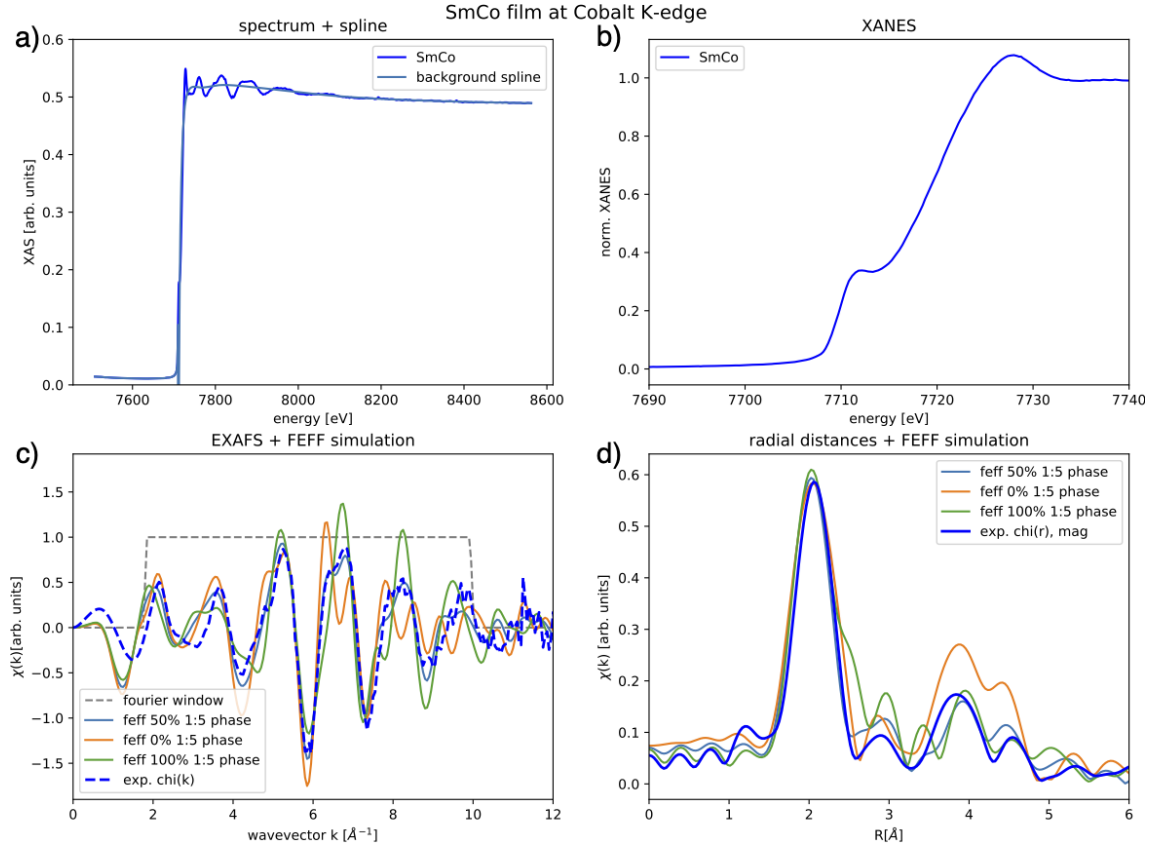 SmCo film at Cobalt K-edge
a)
spectrum + spline
SmCo
background spline
XAS [arb. units]
0.6
0.5
0.4
0.3
0.2
0.1
0.0
7600 7800 8000 8200 8400 8600
energy [eV]
b)
XANES
SmCo
norm. XANES
1.0
0.8
0.6
0.4
0.2
0.0
7690 7700 7710 7720 7730 7740
energy [eV]
c)
EXAFS + FEFF simulation
χ(k)[arb. units]
1.5
1.0
0.5
0.0
−0.5
−1.0
−1.5
fourier window
feff 50% 1:5 phase
feff 0% 1:5 phase
feff 100% 1:5 phase
exp. chi(k)
0 2 4 6 8 10 12
wavevector k [Å⁻¹]
d)
radial distances + FEFF simulation
feff 50% 1:5 phase
feff 0% 1:5 phase
feff 100% 1:5 phase
exp. chi(r), mag
χ(k) [arb. units]
0.6
0.5
0.4
0.3
0.2
0.1
0.0
0 1 2 3 4 5 6
R[Å]